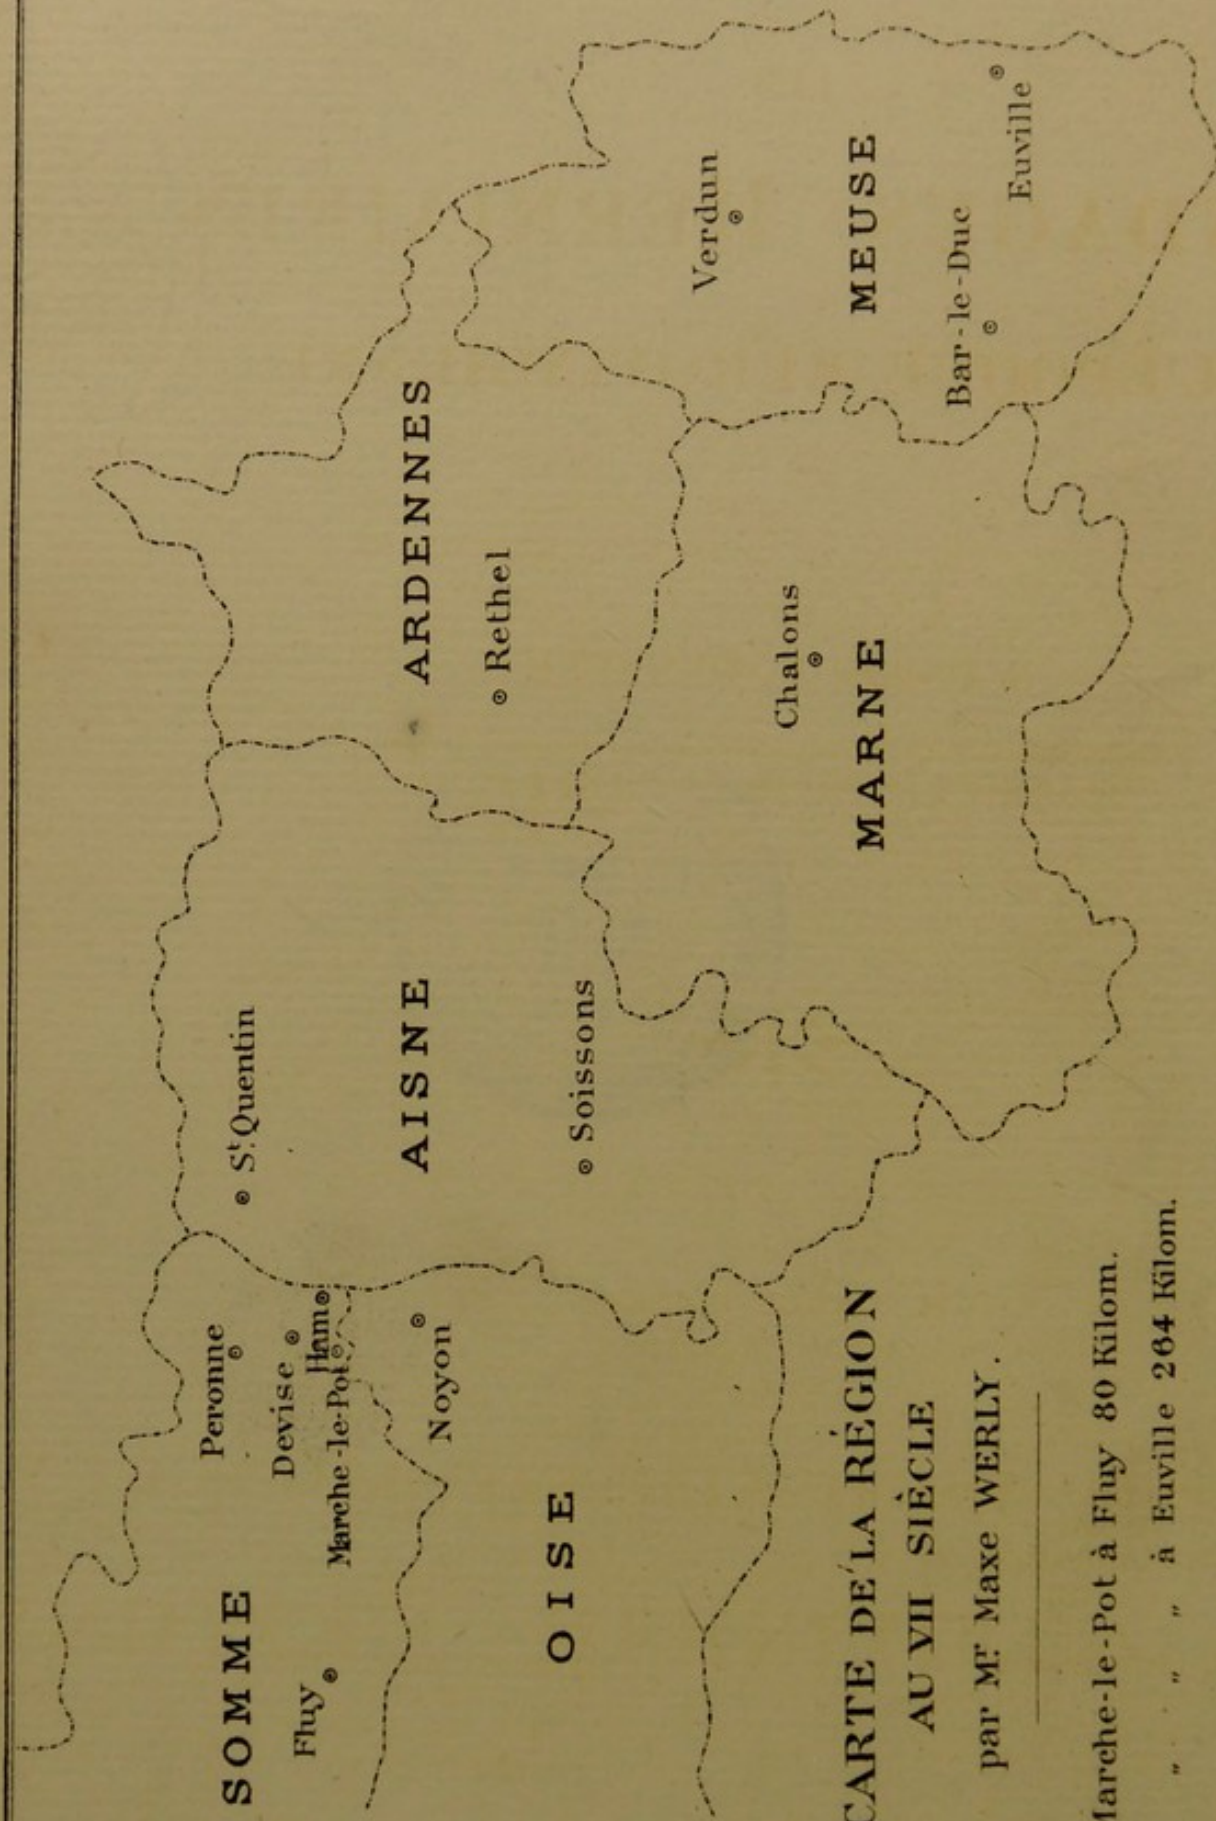 SOMME
Peronne
Devise
Ham
Marche-le-Pot
Fluy
Noyon
OISE
St. Quentin
AISNE
Soissons
ARDENNES
Rethel
Chalons
MARNE
Verdun
MEUSE
Bar-le-Duc
Euville
CARTE DE LA RÉGION
AU VII SIÈCLE
par Mr. Maxe WERLY.
Marche-le-Pot à Fluy 80 Kilom.
" " " à Euville 264 Kilom.